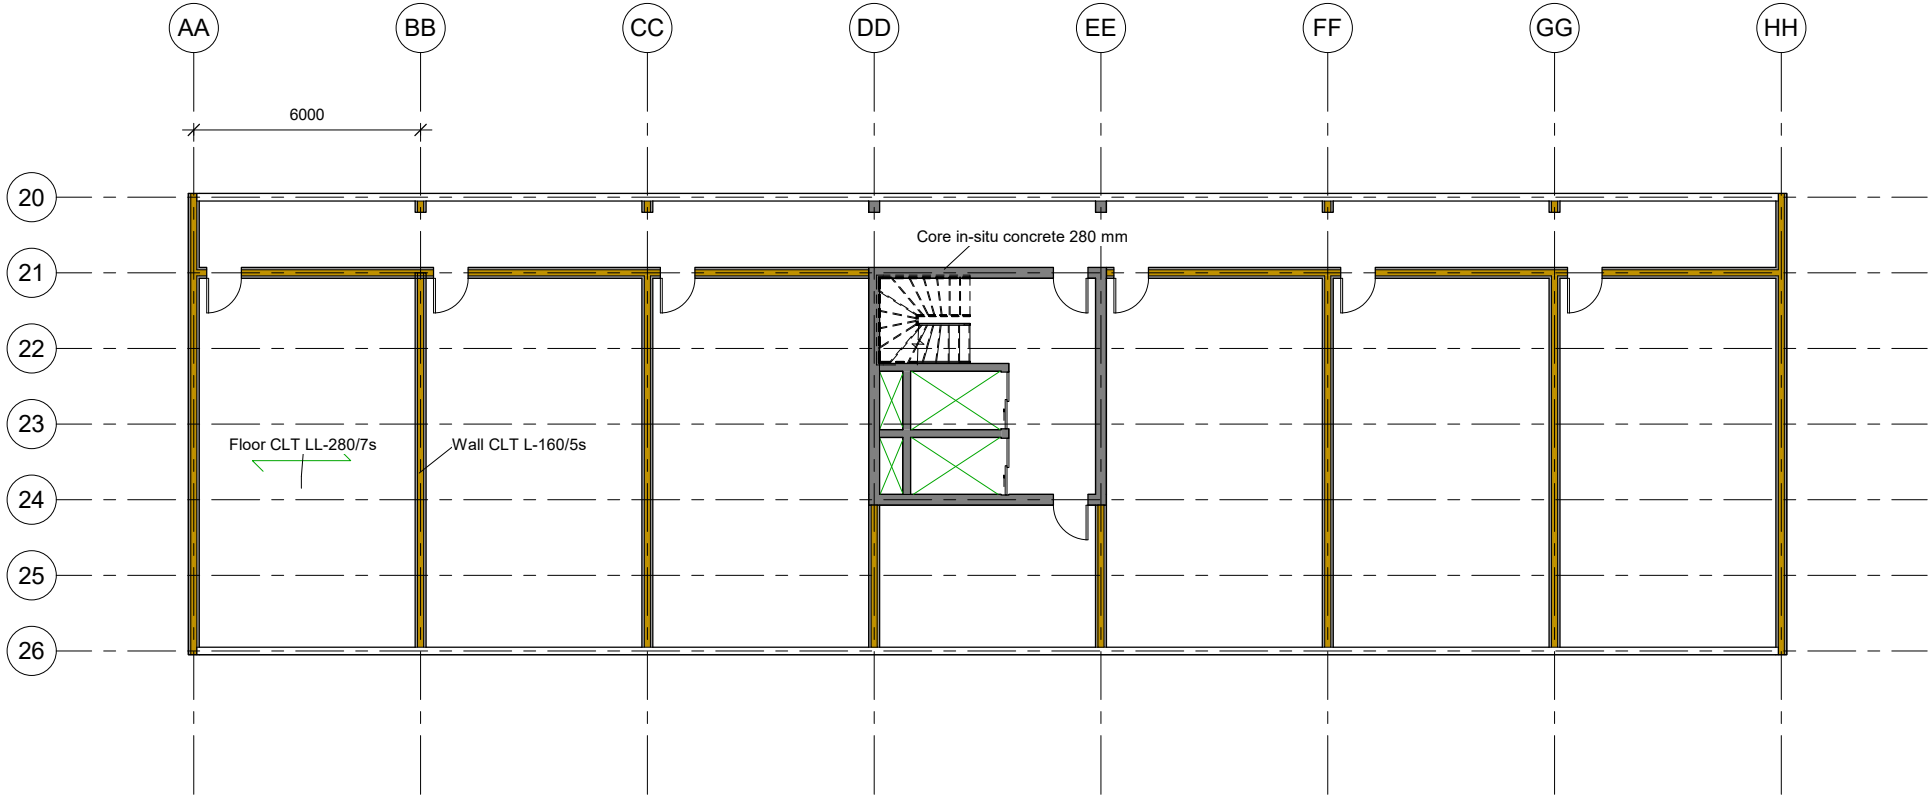 AA
BB
CC
DD
EE
FF
GG
HH
6000
20
Core in-situ concrete 280 mm
21
22
23
Floor CLT LL-280/7s
Wall CLT L-160/5s
24
25
26